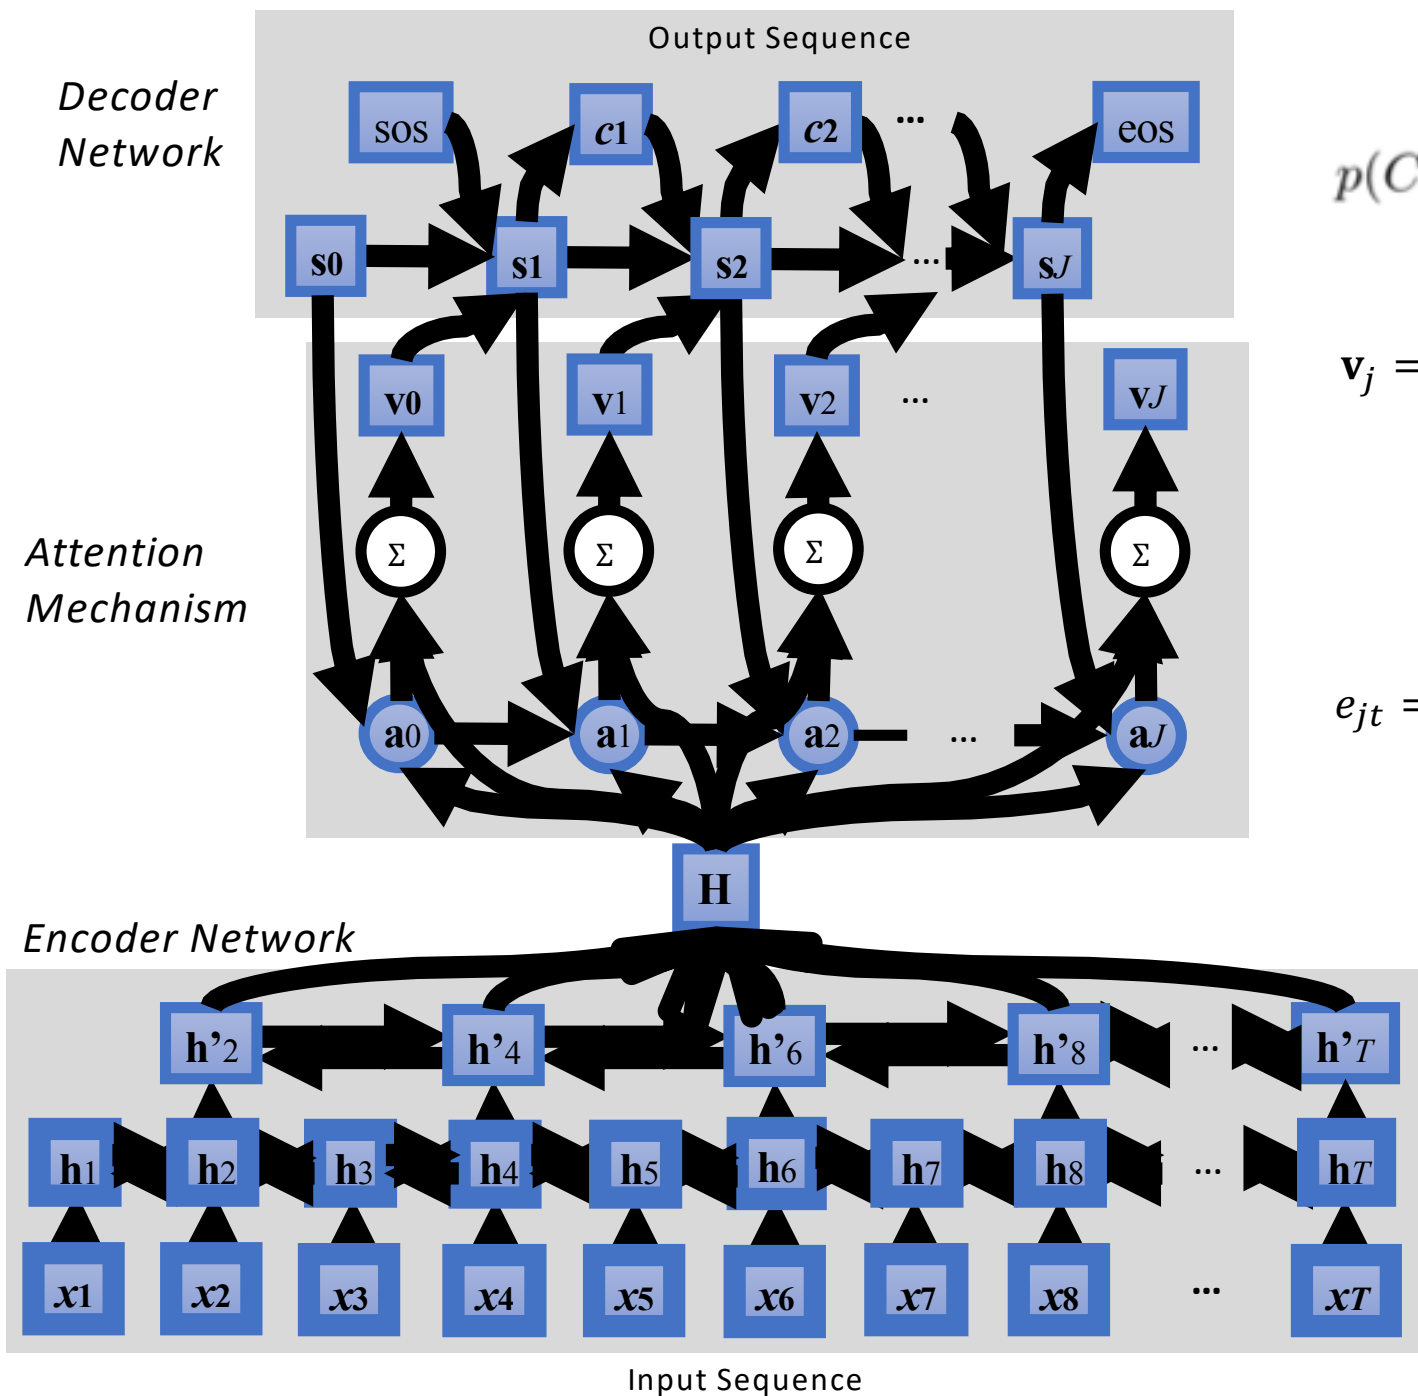 Output Sequence
Decoder
Network
sos c1 c2 ... eos
p(C
s0 s1 s2 ... sJ
v0 v1 v2 ... vJ
vj =
Σ Σ Σ Σ
Attention
Mechanism
a0 a1 a2 ... aJ
ejt =
H
Encoder Network
h'2 h'4 h'6 h'8 ... h'T
h1 h2 h3 h4 h5 h6 h7 h8 ... hT
x1 x2 x3 x4 x5 x6 x7 x8 ... xT
Input Sequence